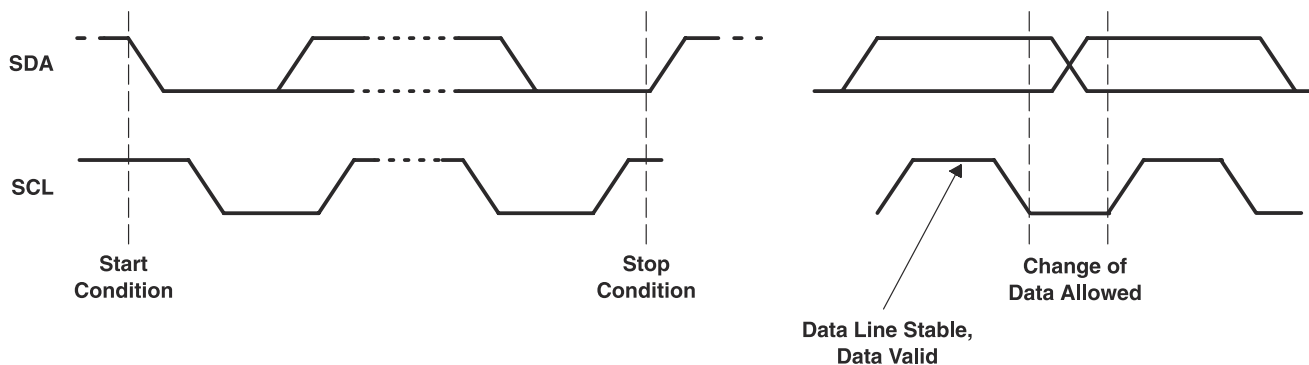 SDA
SCL
Start
Condition
Stop
Condition
Change of
Data Allowed
Data Line Stable,
Data Valid